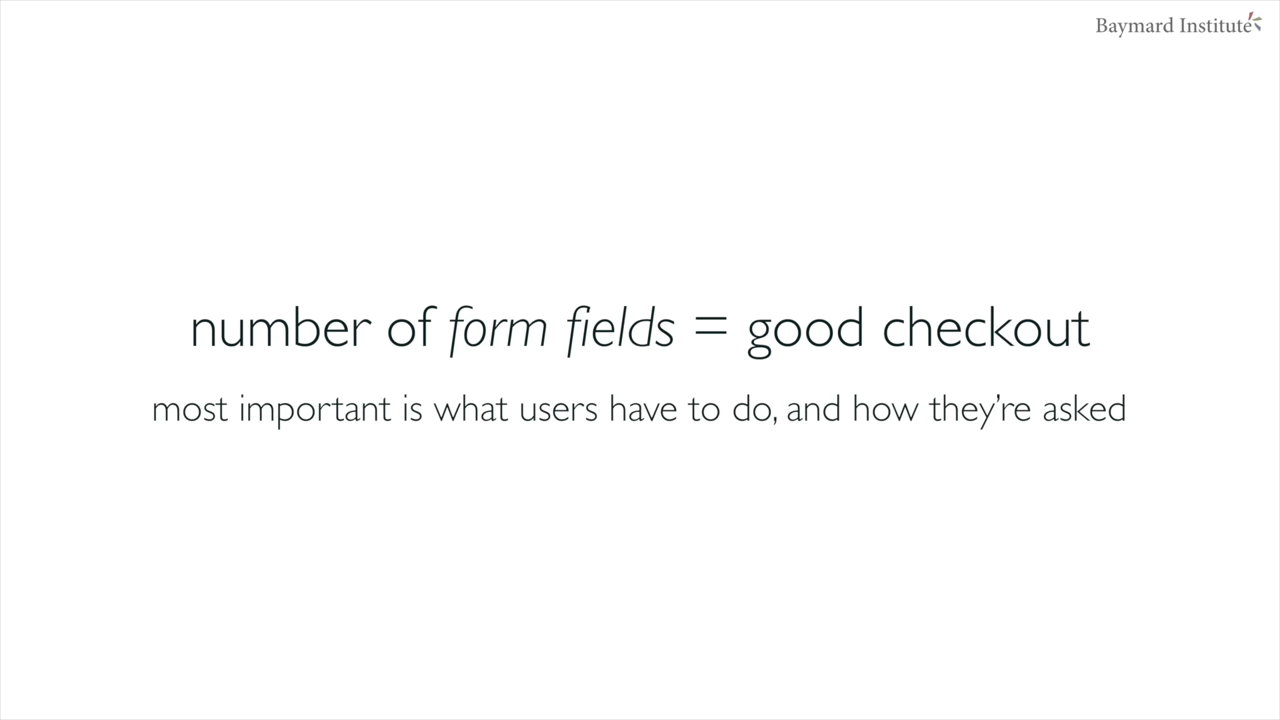 Baymard Institute
number of form fields = good checkout
most important is what users have to do, and how they’re asked